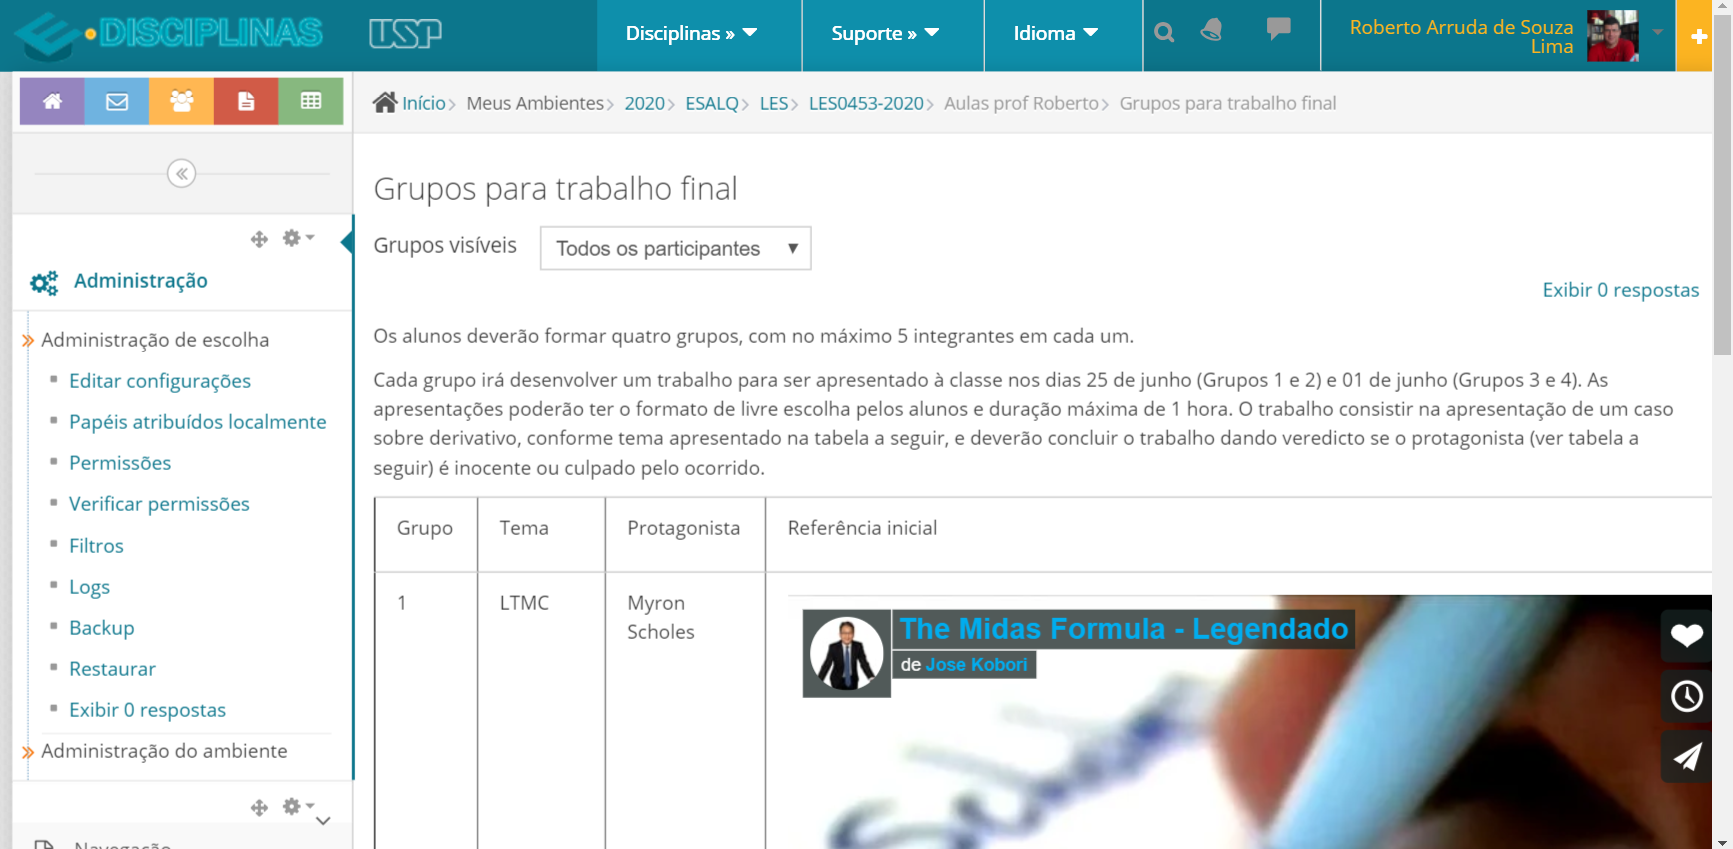 DISCIPLINAS
USP
Disciplinas »
Suporte »
Idioma
Roberto Arruda de Souza
Lima
Início
Meus Ambientes
2020
ESALQ
LES
LES0453-2020
Aulas prof Roberto
Grupos para trabalho final
Grupos para trabalho final
Grupos visíveis
Todos os participantes
Exibir 0 respostas
Administração
Administração de escolha
Editar configurações
Papéis atribuídos localmente
Permissões
Verificar permissões
Filtros
Logs
Backup
Restaurar
Exibir 0 respostas
Administração do ambiente
Navegação
Os alunos deverão formar quatro grupos, com no máximo 5 integrantes em cada um.
Cada grupo irá desenvolver um trabalho para ser apresentado à classe nos dias 25 de junho (Grupos 1 e 2) e 01 de junho (Grupos 3 e 4). As
apresentações poderão ter o formato de livre escolha pelos alunos e duração máxima de 1 hora. O trabalho consistir na apresentação de um caso
sobre derivativo, conforme tema apresentado na tabela a seguir, e deverão concluir o trabalho dando veredicto se o protagonista (ver tabela a
seguir) é inocente ou culpado pelo ocorrido.
Grupo
Tema
Protagonista
Referência inicial
1
LTMC
Myron
Scholes
The Midas Formula - Legendado
de Jose Kobori